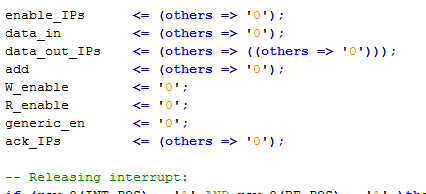 enable_IPs <= (others => '0');
data_in <= (others => '0');
data_out_IPs <= (others => ((others => '0')));
add <= (others => '0');
W_enable <= '0';
R_enable <= '0';
generic_en <= '0';
ack_IPs <= (others => '0');
-- Releasing interrupt: